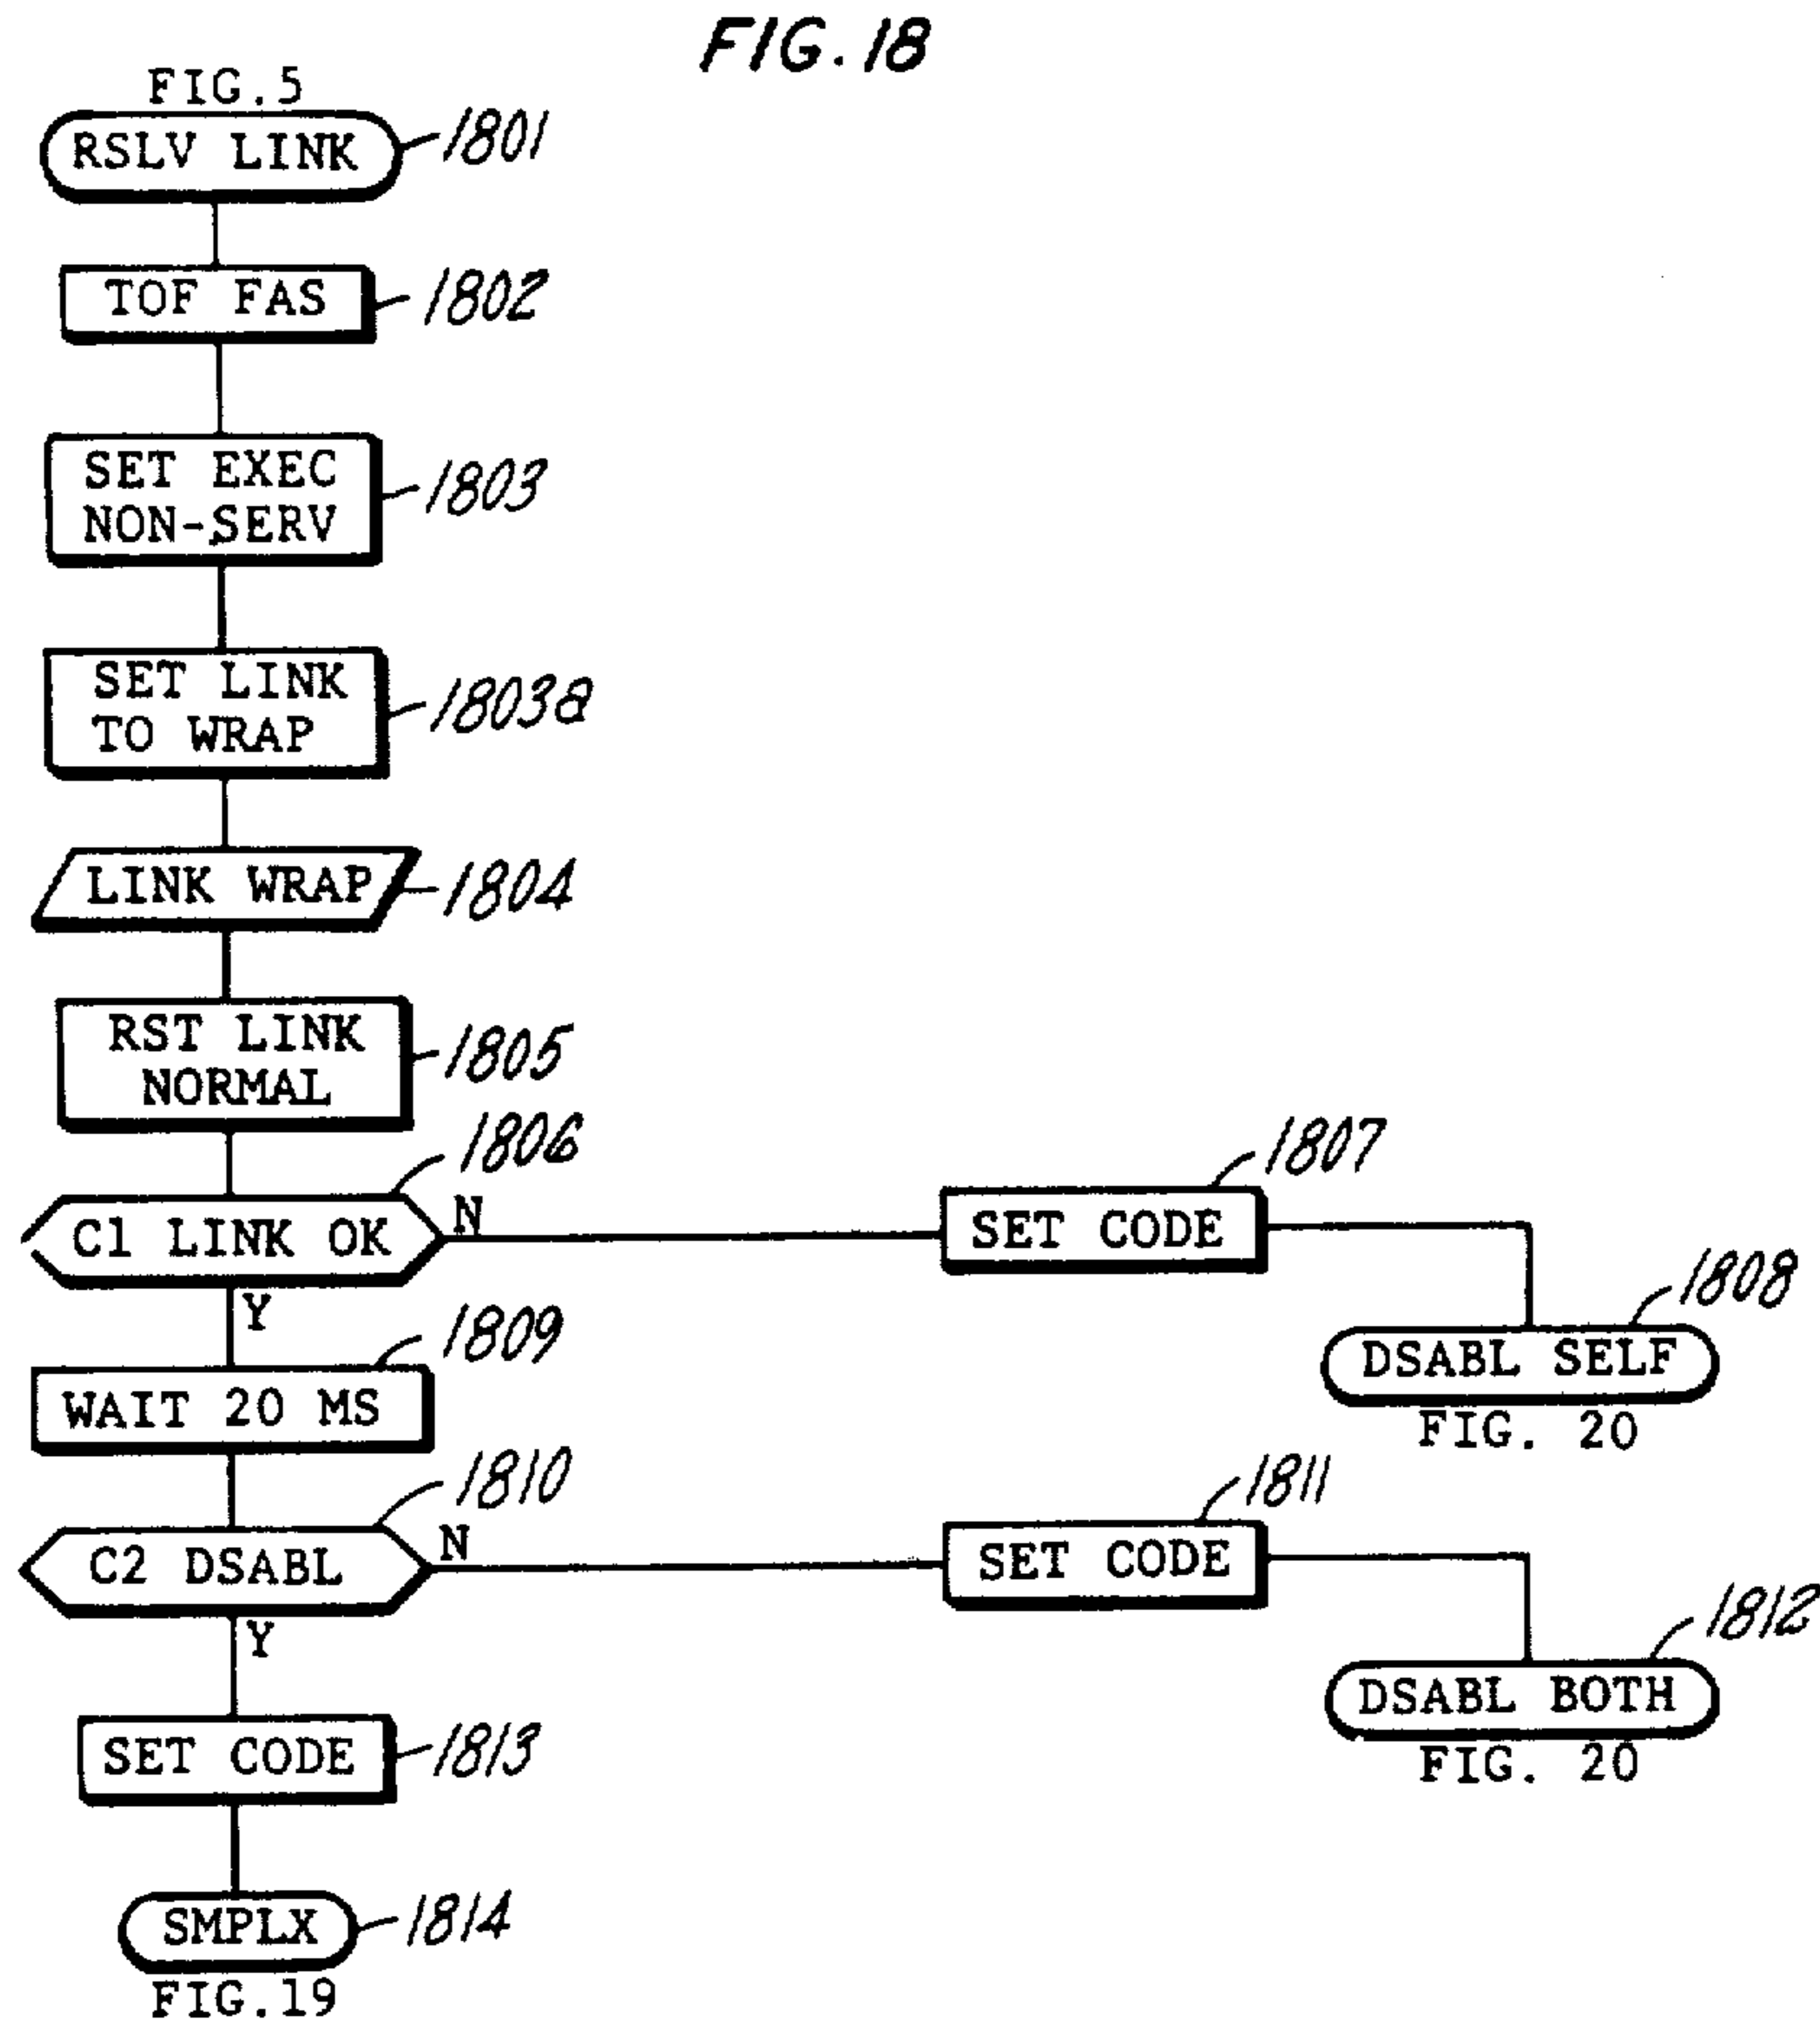 FIG. 18
FIG. 5
RSLV LINK
1801
TOF FAS
1802
SET EXEC
NON-SERV
1803
SET LINK
TO WRAP
1803a
LINK WRAP
1804
RST LINK
NORMAL
1805
1806
C1 LINK OK
N
Y
1807
SET CODE
1808
DSABL SELF
FIG. 20
1809
WAIT 20 MS
1810
C2 DSABL
N
Y
1811
SET CODE
1812
DSABL BOTH
FIG. 20
SET CODE
1813
SMPLX
1814
FIG.19